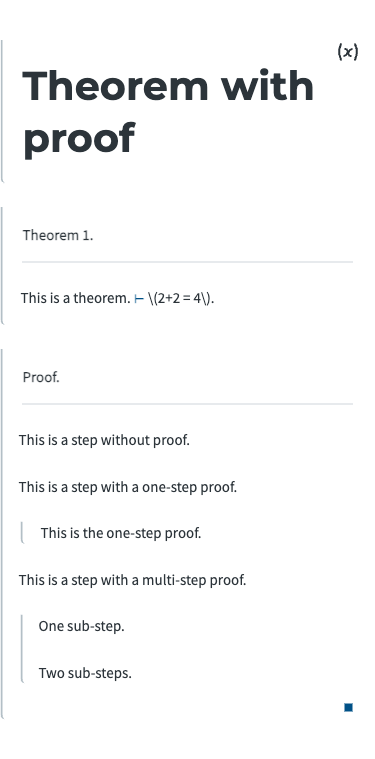 (x)
Theorem with
proof
Theorem 1.
This is a theorem. ⊢ \(2+2 = 4\).
Proof.
This is a step without proof.
This is a step with a one-step proof.
This is the one-step proof.
This is a step with a multi-step proof.
One sub-step.
Two sub-steps.
■